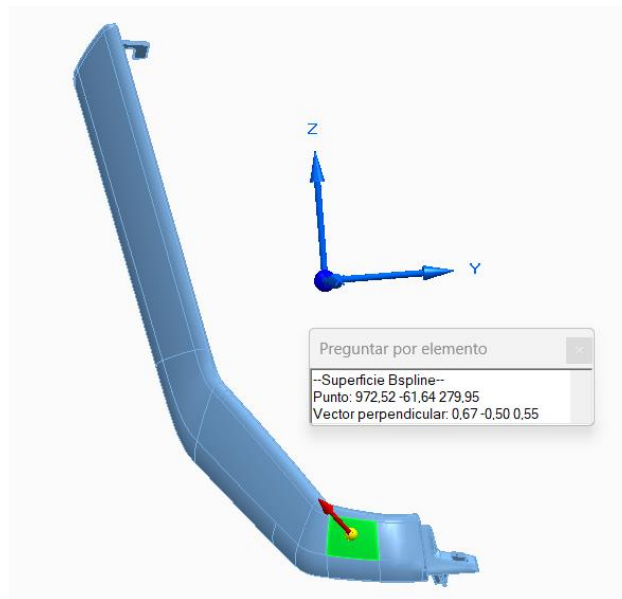 Z
Y
Preguntar por elemento
--Superficie Bspline--
Punto: 972,52 -61,64 279,95
Vector perpendicular: 0,67 -0,50 0,55